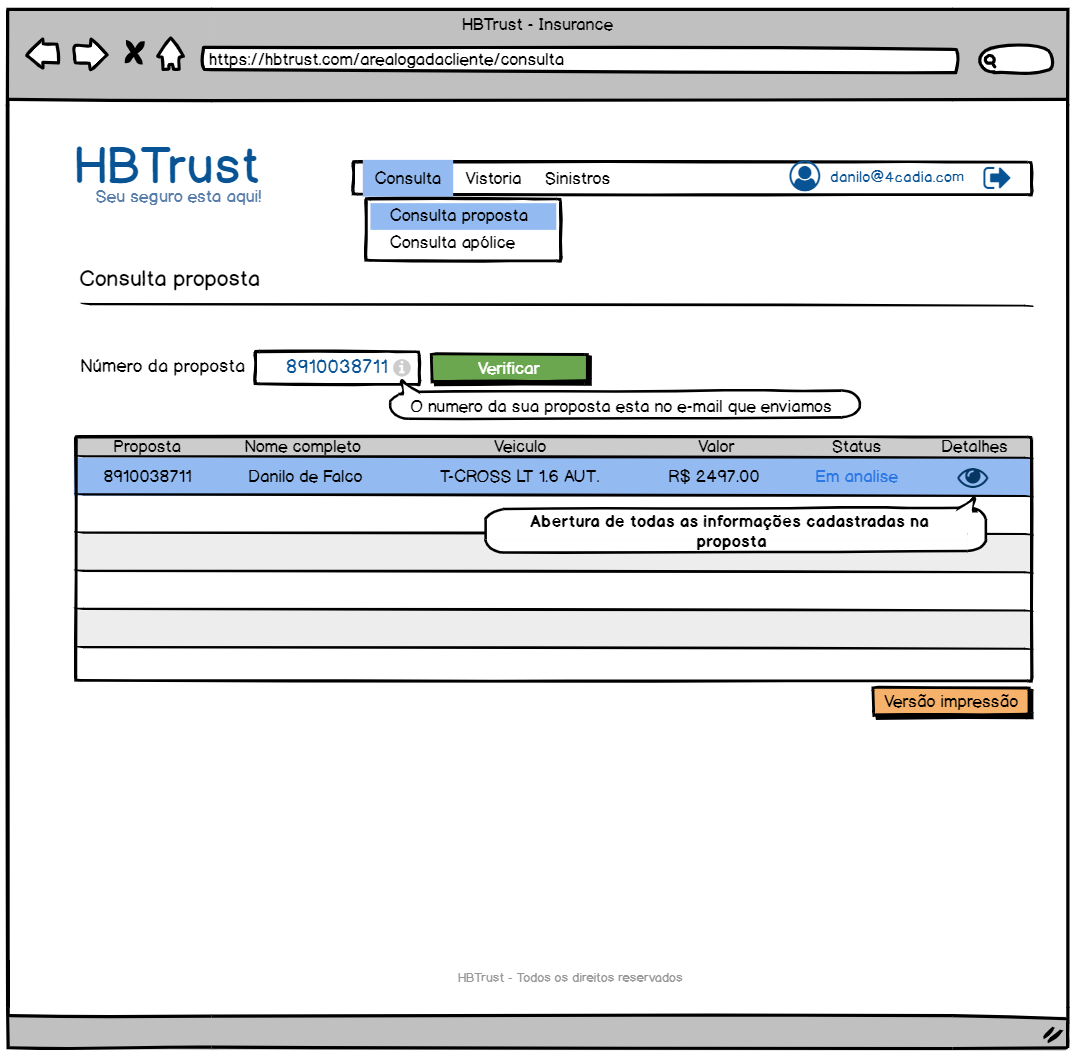 HBTrust - Insurance
https://hbtrust.com/arealogadacliente/consulta
HBTrust
Seu seguro esta aqui!
Consulta Vistoria Sinistros danilo@4cadia.com
Consulta proposta
Consulta apólice
Consulta proposta
Número da proposta 8910038711 Verificar
O numero da sua proposta esta no e-mail que enviamos
Proposta Nome completo Veiculo Valor Status Detalhes
8910038711 Danilo de Falco T-CROSS LT 1.6 AUT. R$ 2497.00 Em analise
Abertura de todas as informações cadastradas na
proposta
Versão impressão
HBTrust - Todos os direitos reservados